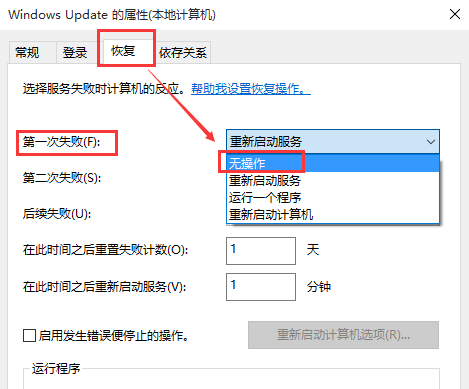 Windows Update 的属性(本地计算机)
常规 登录 恢复 依存关系
选择服务失败时计算机的反应。帮助我设置恢复操作。
第一次失败(F): 重新启动服务
无操作
第二次失败(S): 重新启动服务
运行一个程序
后续失败(U): 重新启动计算机
在此时间之后重置失败计数(O): 1 天
在此时间之后重新启动服务(V): 1 分钟
启用发生错误便停止的操作。 重新启动计算机选项(R)...
运行程序